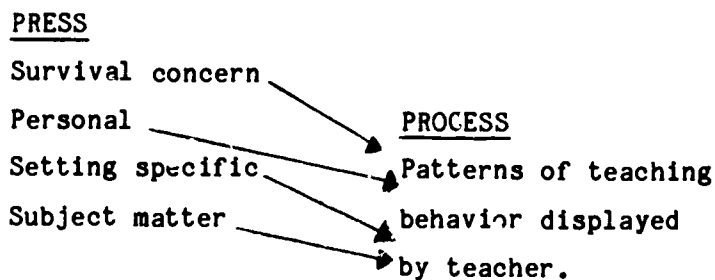 PRESS
Survival concern
Personal
Setting specific
Subject matter
PROCESS
Patterns of teaching
behavior displayed
by teacher.